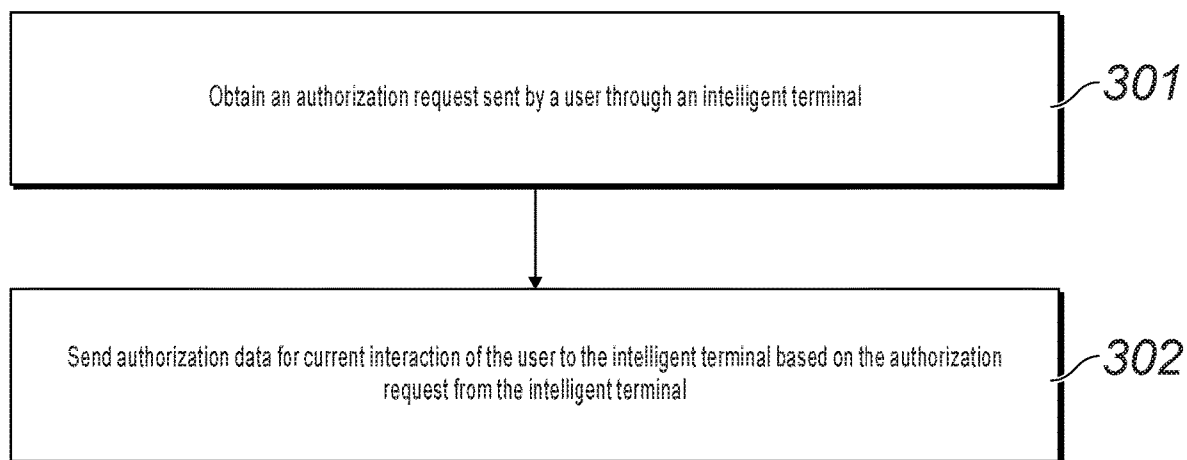 Obtain an authorization request sent by a user through an intelligent terminal
301
Send authorization data for current interaction of the user to the intelligent terminal based on the authorization
request from the intelligent terminal
302